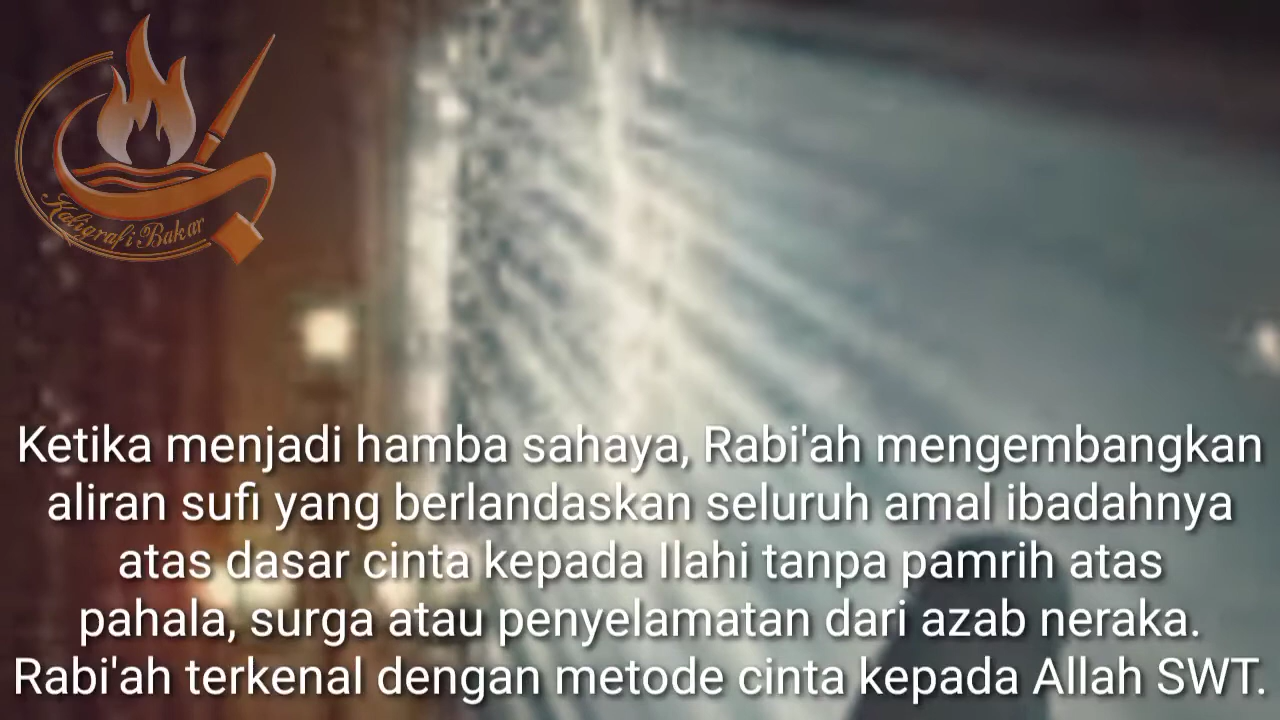 Kaligrafi Bakar
Ketika menjadi hamba sahaya, Rabi'ah mengembangkan
aliran sufi yang berlandaskan seluruh amal ibadahnya
atas dasar cinta kepada Ilahi tanpa pamrih atas
pahala, surga atau penyelamatan dari azab neraka.
Rabi'ah terkenal dengan metode cinta kepada Allah SWT.